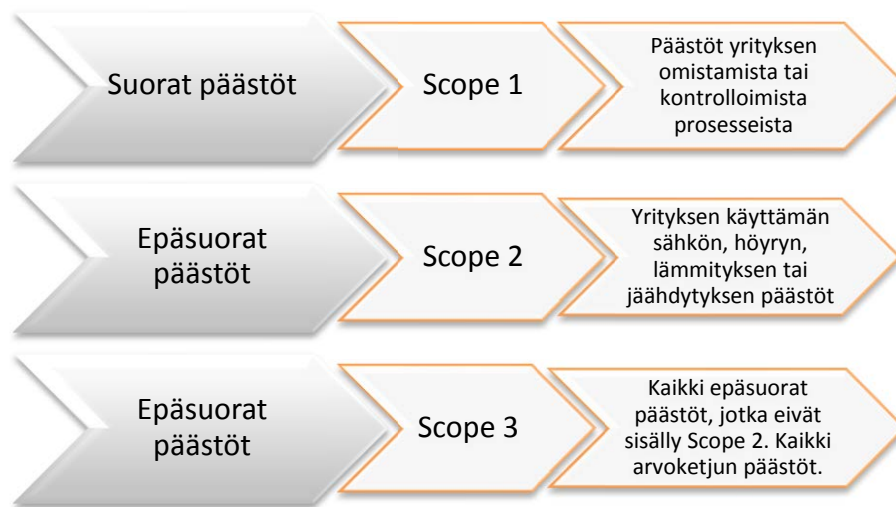 Suorat päästöt
Scope 1
Päästöt yrityksen
omistamista tai
kontrolloimista
prosesseista
Epäsuorat
päästöt
Scope 2
Yrityksen käyttämän
sähkön, höyryn,
lämmityksen tai
jäähdytyksen päästöt
Epäsuorat
päästöt
Scope 3
Kaikki epäsuorat
päästöt, jotka eivät
sisälly Scope 2. Kaikki
arvoketjun päästöt.